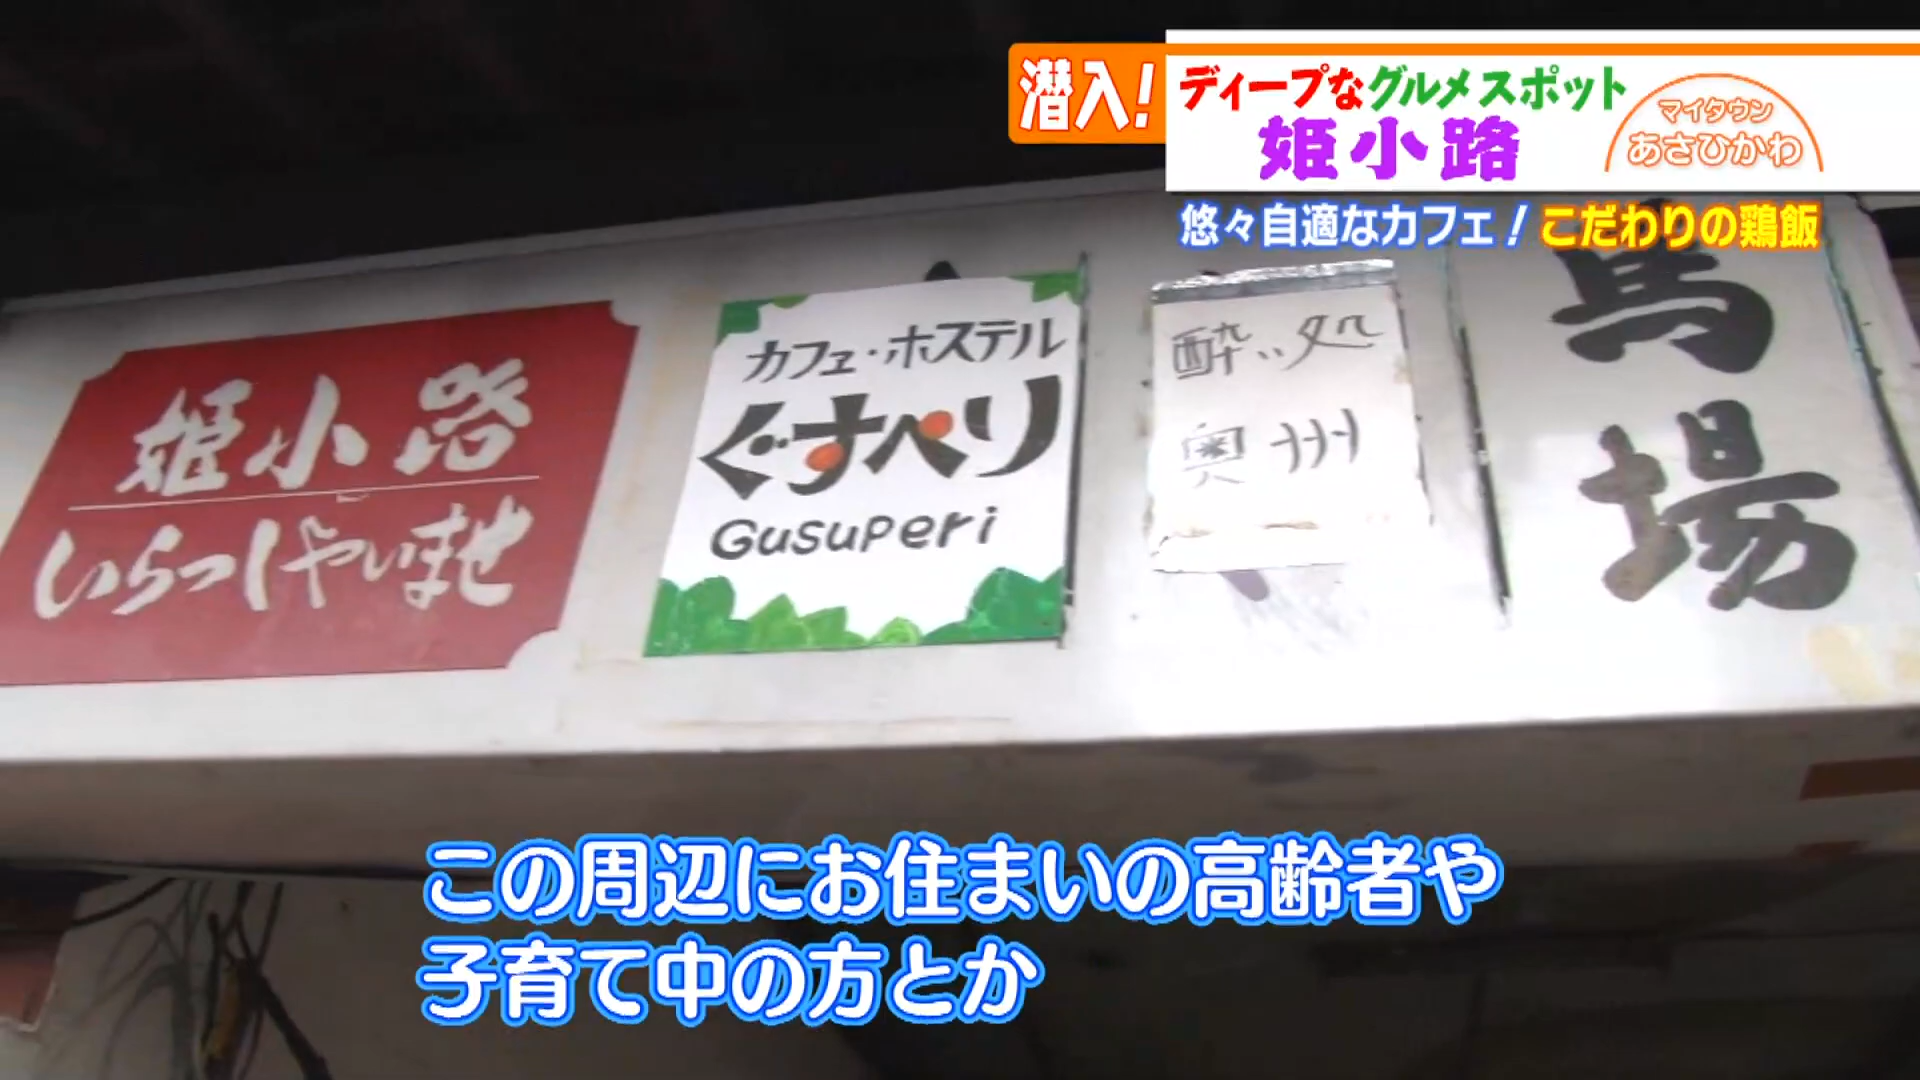 潜入!
ディープなグルメスポット
姫小路
マイタウン
あさひかわ
悠々自適なカフェ!こだわりの鶏飯
姫小路
いらっしゃいませ
カフェ・ホステル
ぐすぺり
Gusuperi
酔い処
奥州
馬場
この周辺にお住まいの高齢者や
子育て中の方とか